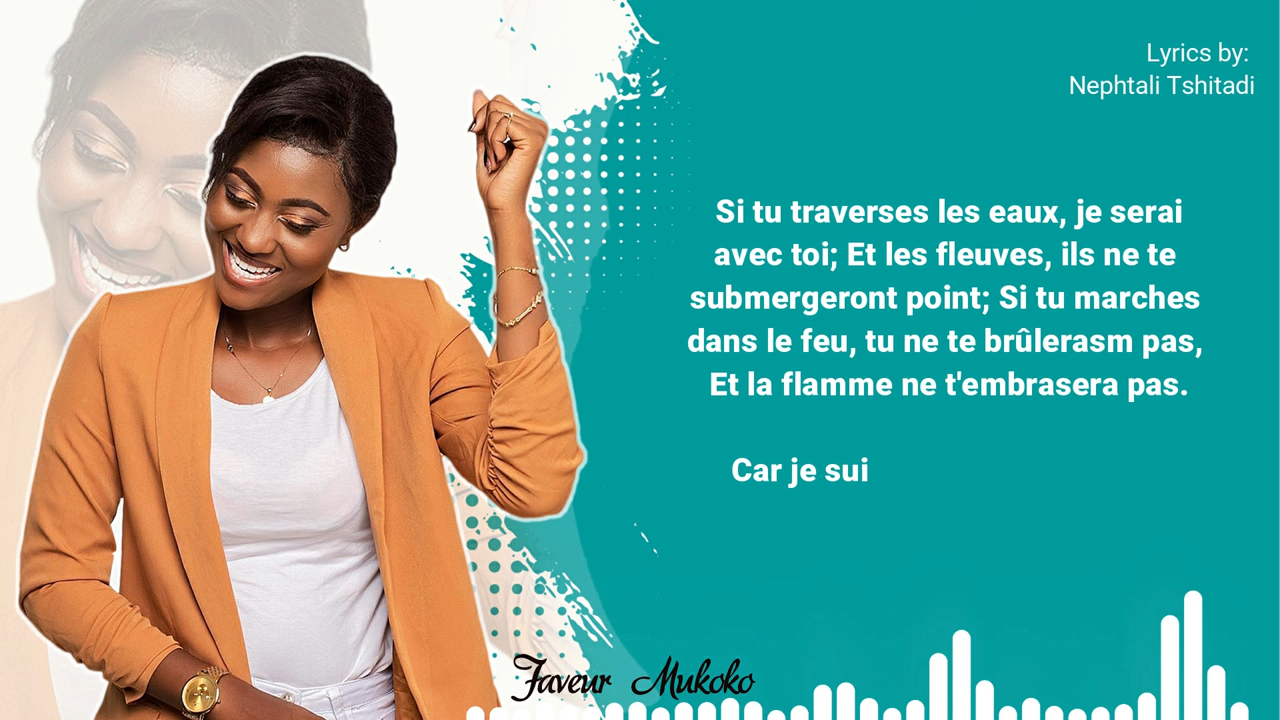 Lyrics by:
Nephtali Tshitadi
Si tu traverses les eaux, je serai
avec toi; Et les fleuves, ils ne te
submergeront point; Si tu marches
dans le feu, tu ne te brûlerasm pas,
Et la flamme ne t'embrasera pas.
Car je sui
Faveur Mukoko